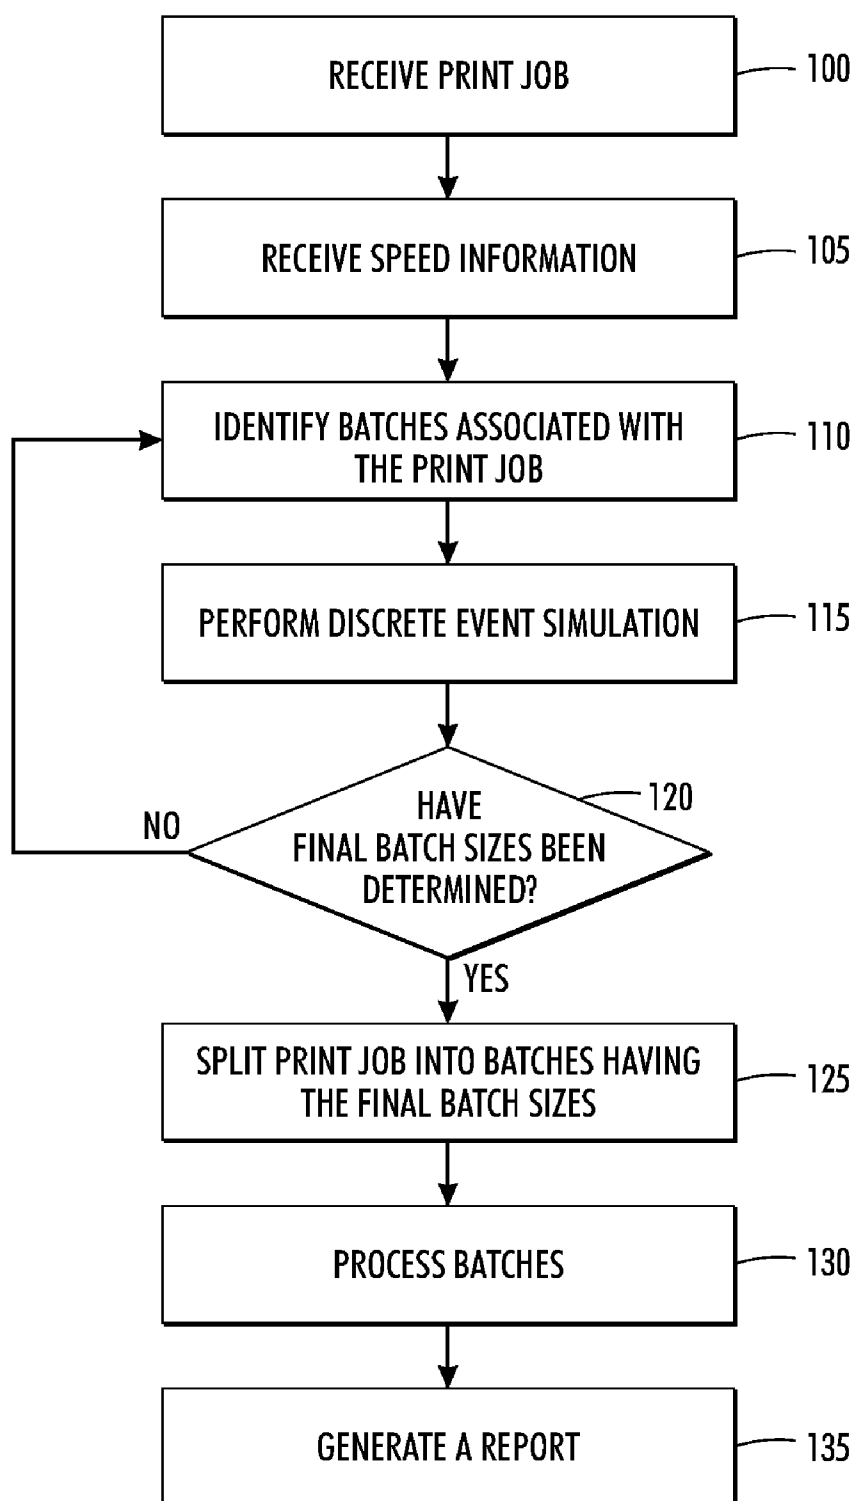 RECEIVE PRINT JOB
100
RECEIVE SPEED INFORMATION
105
IDENTIFY BATCHES ASSOCIATED WITH
THE PRINT JOB
110
PERFORM DISCRETE EVENT SIMULATION
115
HAVE
FINAL BATCH SIZES BEEN
DETERMINED?
120
NO
YES
SPLIT PRINT JOB INTO BATCHES HAVING
THE FINAL BATCH SIZES
125
PROCESS BATCHES
130
GENERATE A REPORT
135